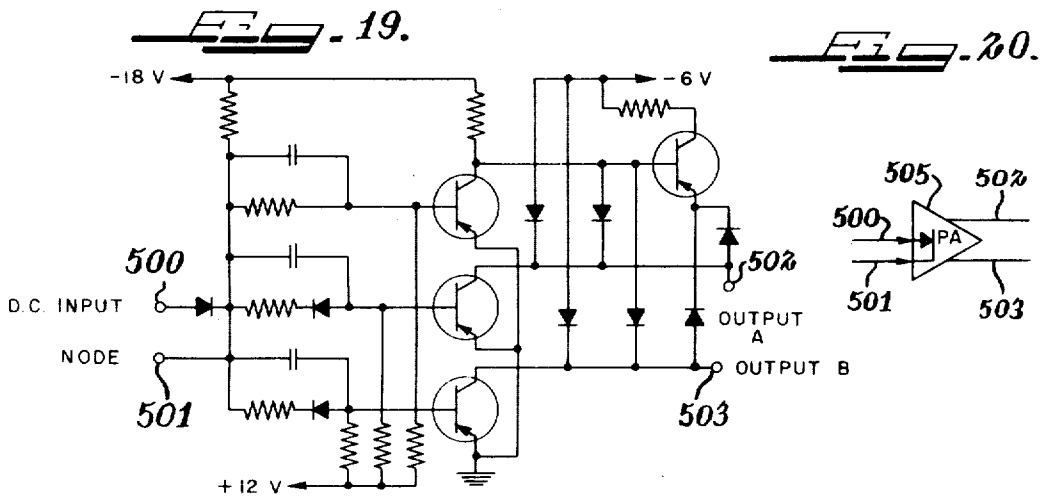 Fig. 19.
Fig. 20.
-18 V
-6 V
500
D.C. INPUT
NODE
501
+12 V
502
OUTPUT
A
OUTPUT B
503
505
502
500
PA
501
503